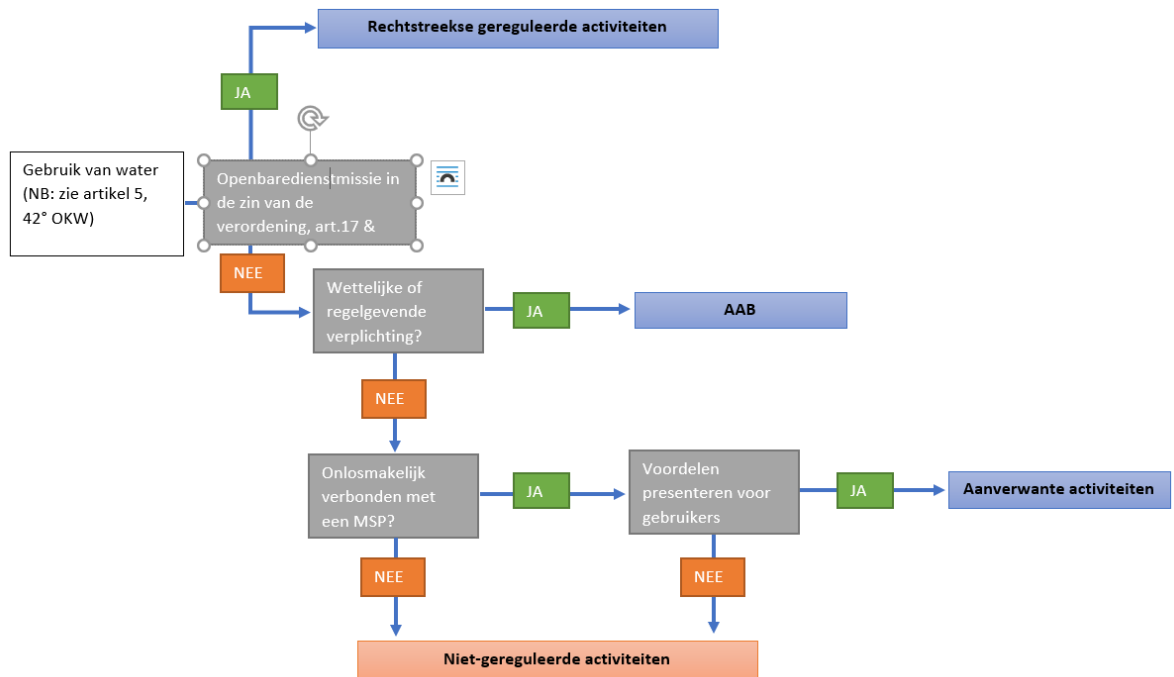 Rechtstreekse gereguleerde activiteiten
JA
Gebruik van water
(NB: zie artikel 5,
42° OKW)
Openbaredienstmissie in
de zin van de
verordening, art.17 &
NEE
Wettelijke of
regelgevende
verplichting?
JA
AAB
NEE
Onlosmakelijk
verbonden met
een MSP?
JA
Voordelen
presenteren voor
gebruikers
JA
Aanverwante activiteiten
NEE
NEE
Niet-gereguleerde activiteiten